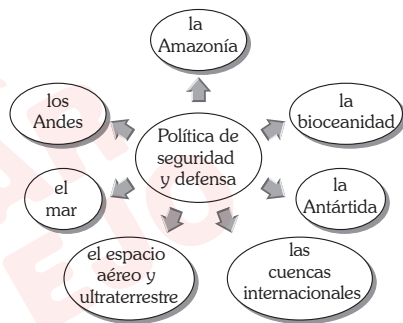 la
Amazonía
los
Andes
la
bioceanidad
Política de
seguridad
y defensa
el
mar
la
Antártida
el espacio
aéreo y
ultraterrestre
las
cuencas
internacionales